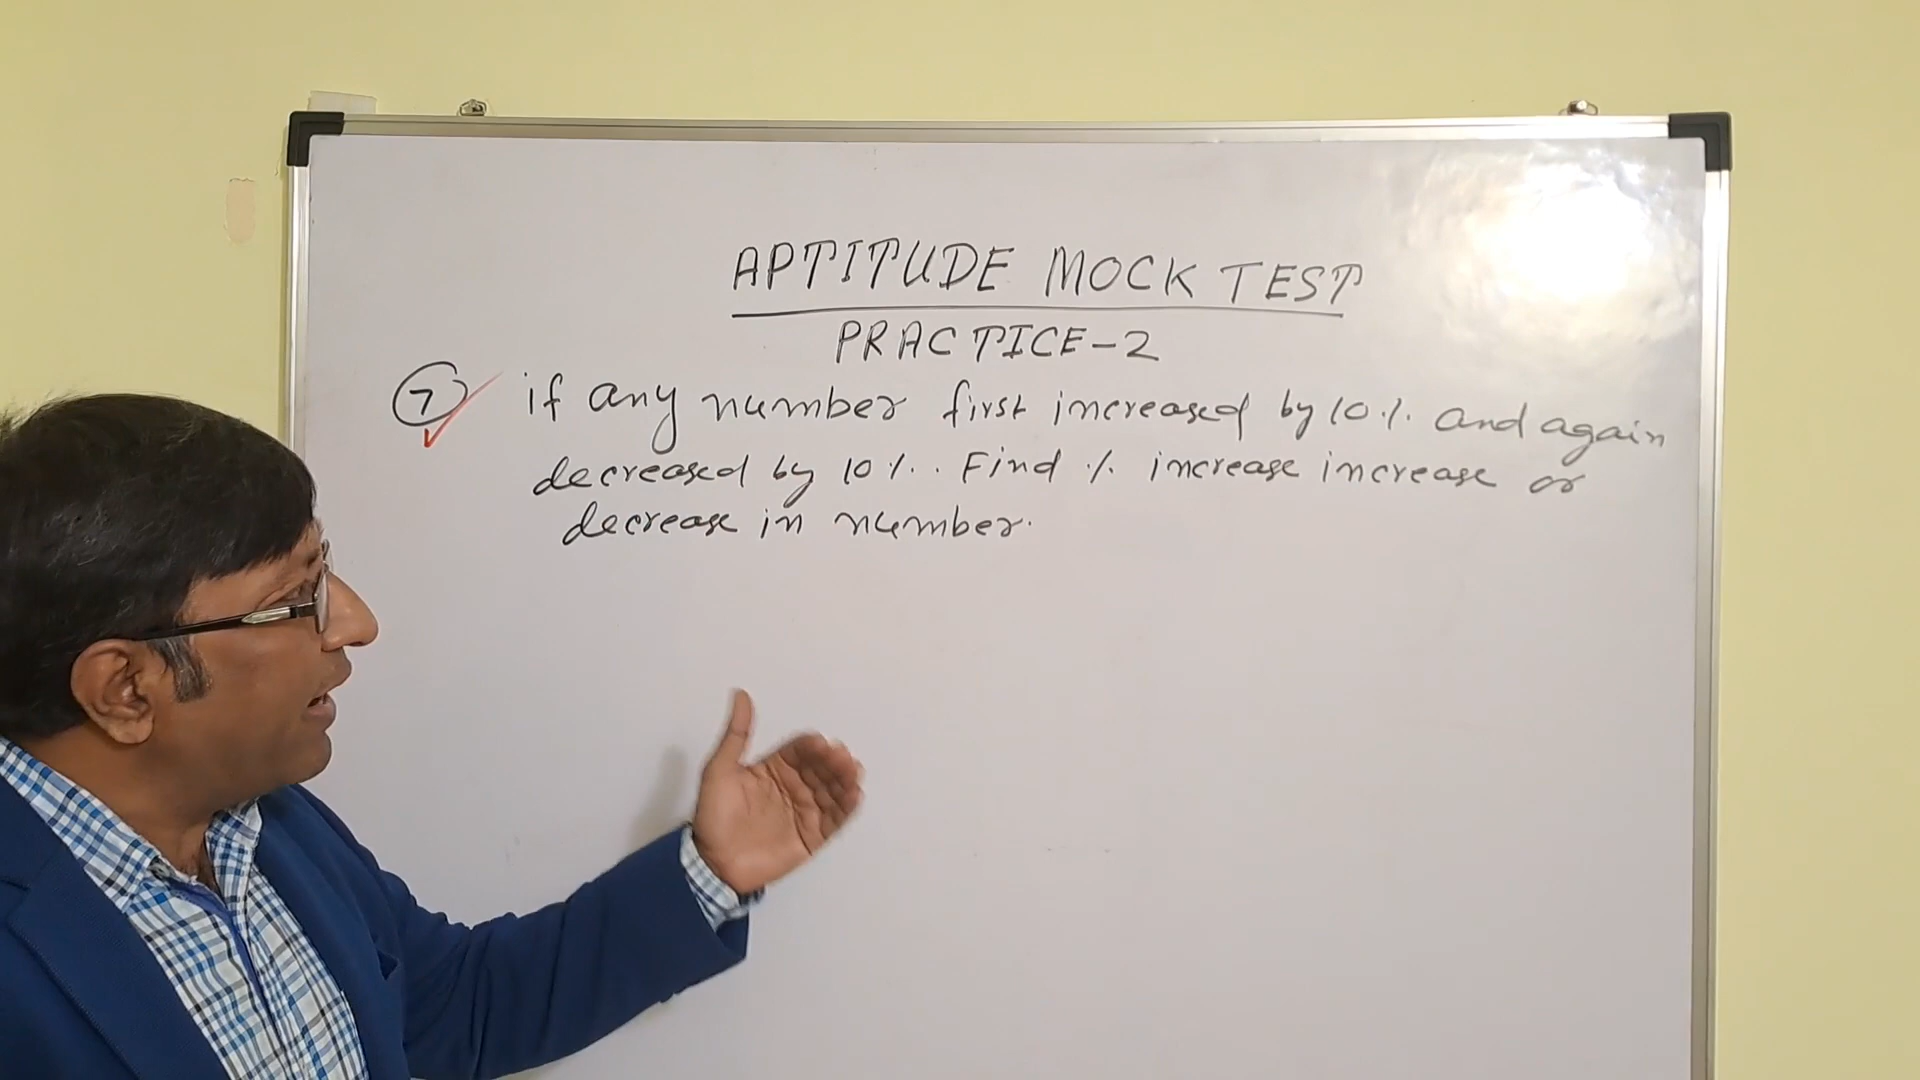 APTITUDE MOCK TEST
PRACTICE-2
7 if any number first increased by 10% and again
decreased by 10%. Find % increase increase or
decrease in number.